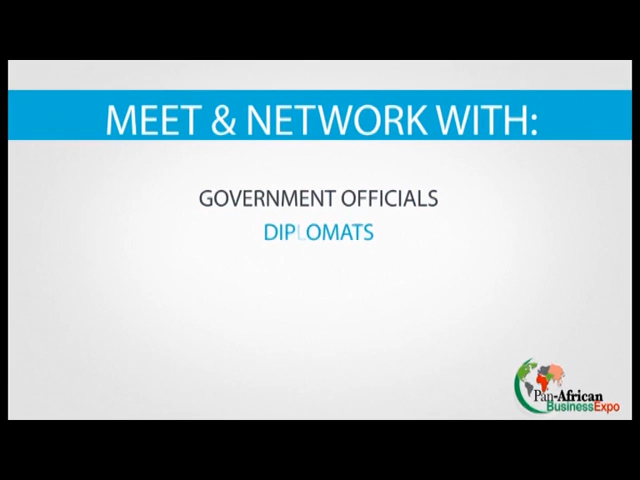 MEET & NETWORK WITH:
GOVERNMENT OFFICIALS
DIPLOMATS
Pan-African
BusinessExpo